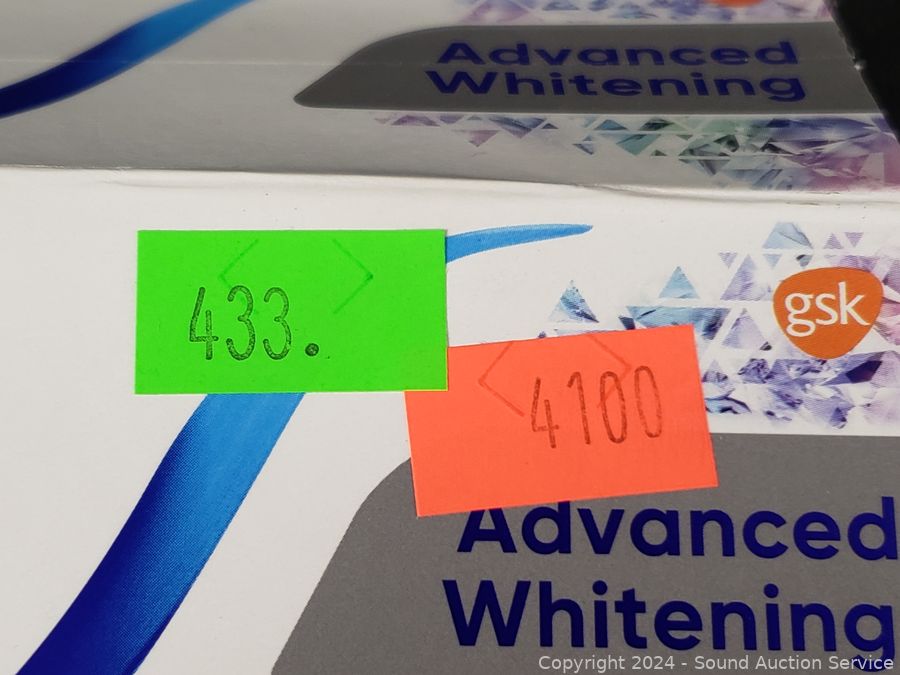 Advanced
Whitening
433.
gsk
4100
Advanced
Whitening
Copyright 2024 - Sound Auction Service